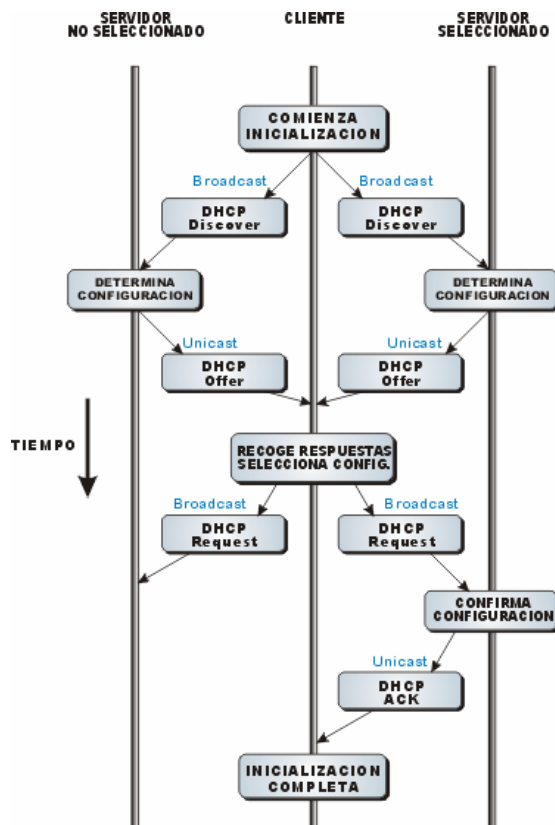 SERVIDOR
NO SELECCIONADO
CLIENTE
SERVIDOR
SELECCIONADO
COMIENZA
INICIALIZACION
Broadcast
Broadcast
DHCP
Discover
DHCP
Discover
DETERMINA
CONFIGURACION
DETERMINA
CONFIGURACION
Unicast
Unicast
DHCP
Offer
DHCP
Offer
TIEMPO
RECOGE RESPUESTAS
SELECCIONA CONFIG.
Broadcast
Broadcast
DHCP
Request
DHCP
Request
CONFIRMA
CONFIGURACION
Unicast
DHCP
ACK
INICIALIZACION
COMPLETA